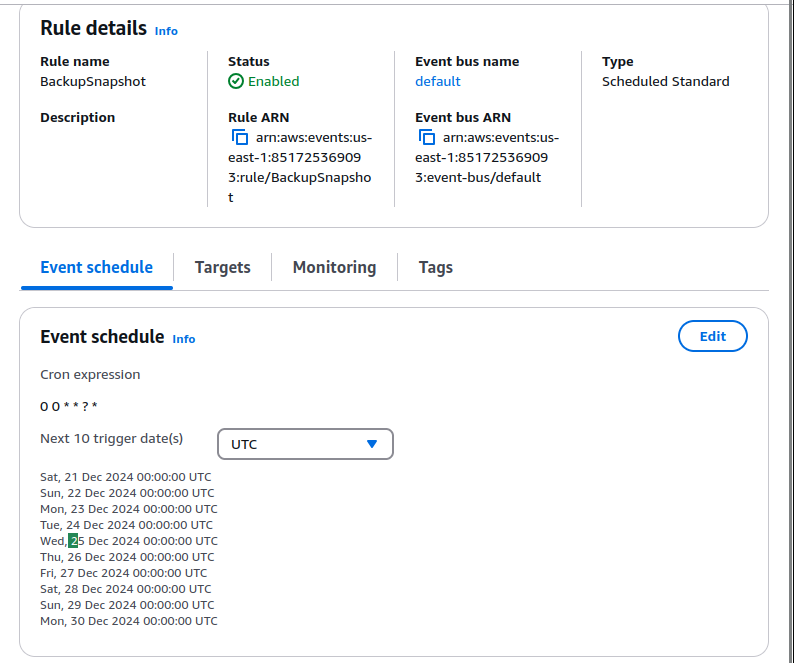 Rule details Info
Rule name
BackupSnapshot
Status
Enabled
Event bus name
default
Type
Scheduled Standard
Description
Rule ARN
arn:aws:events:us-
east-1:85172536909
3:rule/BackupSnapsho
t
Event bus ARN
arn:aws:events:us-
east-1:85172536909
3:event-bus/default
Event schedule
Targets
Monitoring
Tags
Event schedule Info
Edit
Cron expression
0 0 * * ? *
Next 10 trigger date(s)
UTC
Sat, 21 Dec 2024 00:00:00 UTC
Sun, 22 Dec 2024 00:00:00 UTC
Mon, 23 Dec 2024 00:00:00 UTC
Tue, 24 Dec 2024 00:00:00 UTC
Wed, 25 Dec 2024 00:00:00 UTC
Thu, 26 Dec 2024 00:00:00 UTC
Fri, 27 Dec 2024 00:00:00 UTC
Sat, 28 Dec 2024 00:00:00 UTC
Sun, 29 Dec 2024 00:00:00 UTC
Mon, 30 Dec 2024 00:00:00 UTC